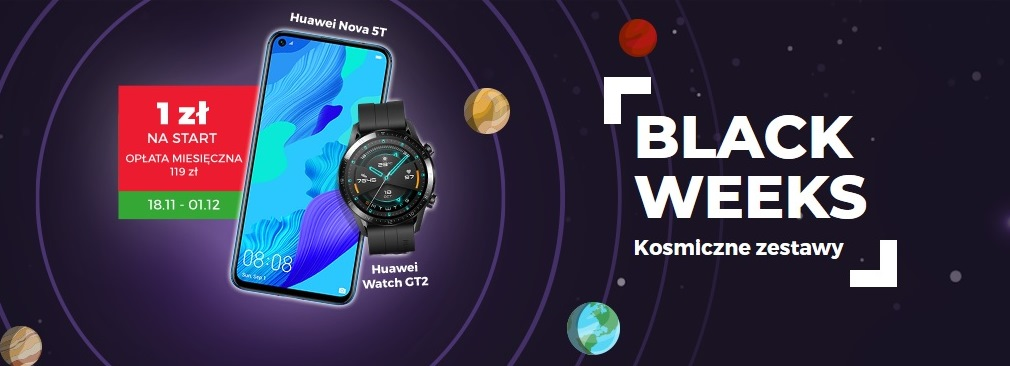 Huawei Nova 5T
1 zł
NA START
OPŁATA MIESIĘCZNA
119 zł
18.11 - 01.12
08:08
Huawei
Watch GT2
BLACK
WEEKS
Kosmiczne zestawy